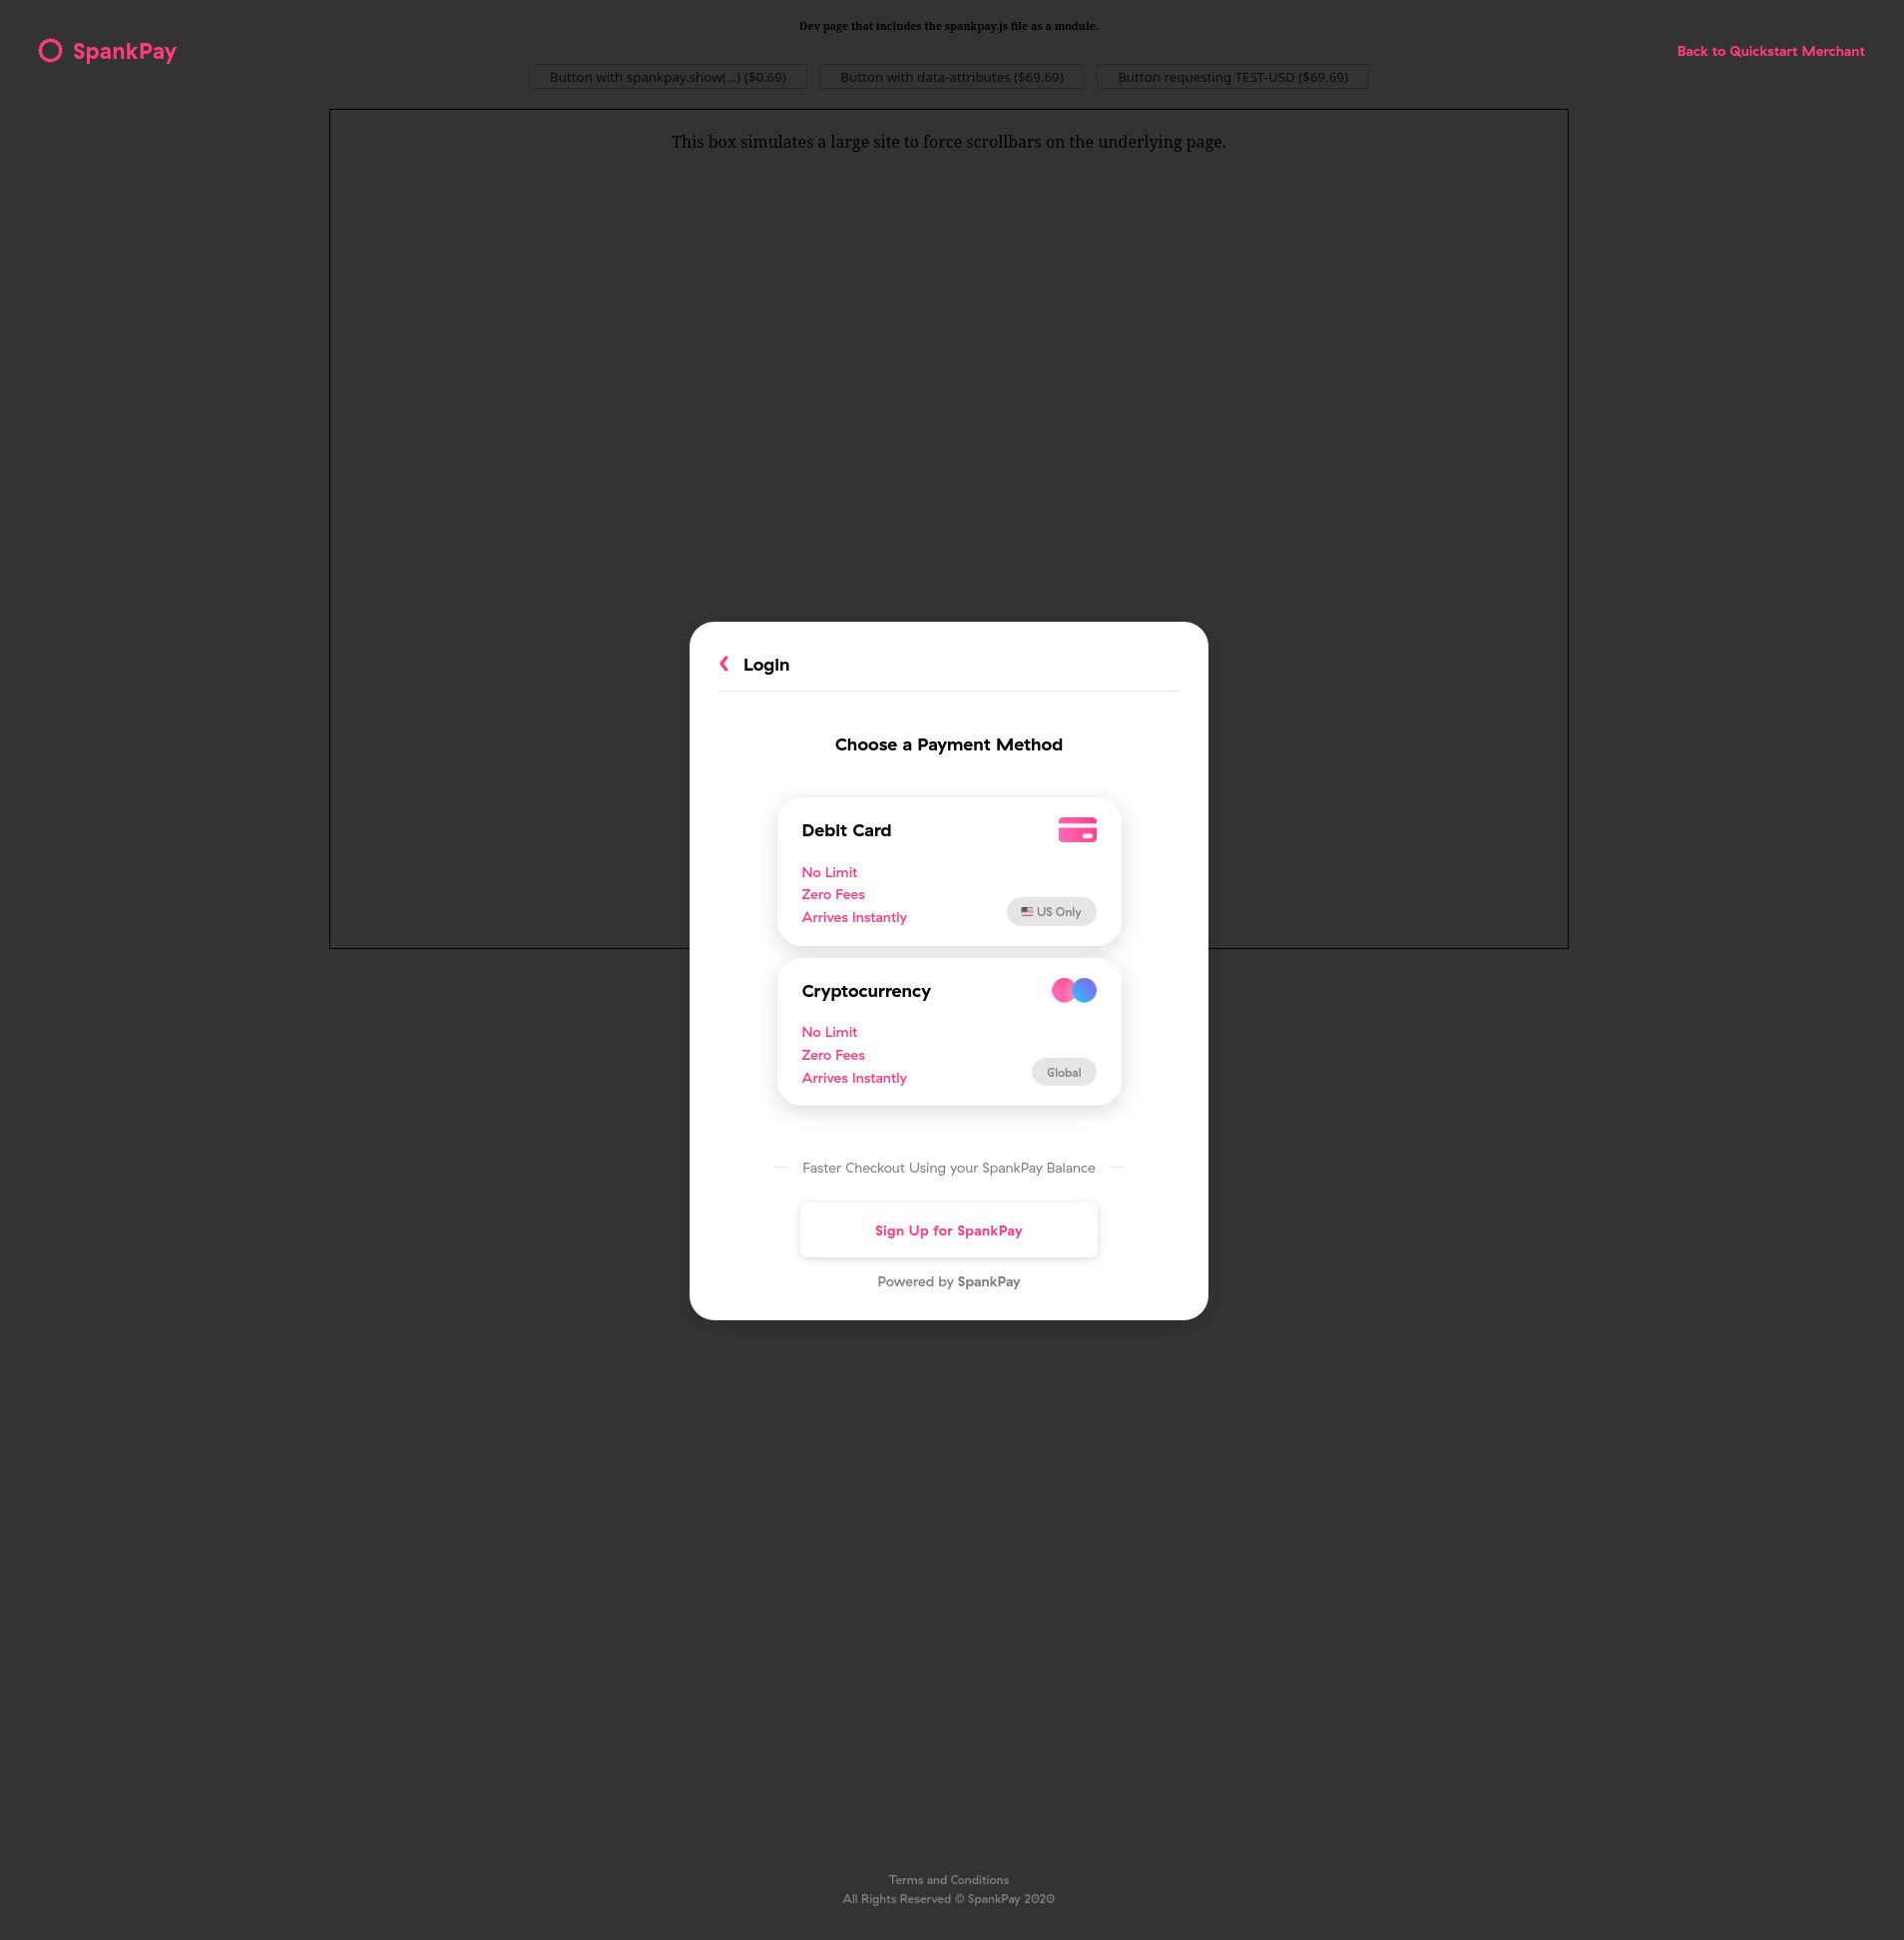 Dev page that includes the spankpay.js file as a module.
SpankPay
Back to Quickstart Merchant
Button with spankpay.show(...) ($0.69)
Button with data-attributes ($69.69)
Button requesting TEST-USD ($69.69)
This box simulates a large site to force scrollbars on the underlying page.
Login
Choose a Payment Method
Debit Card
No Limit
Zero Fees
Arrives Instantly
US Only
Cryptocurrency
No Limit
Zero Fees
Arrives Instantly
Global
Faster Checkout Using your SpankPay Balance
Sign Up for SpankPay
Powered by SpankPay
Terms and Conditions
All Rights Reserved © SpankPay 2020